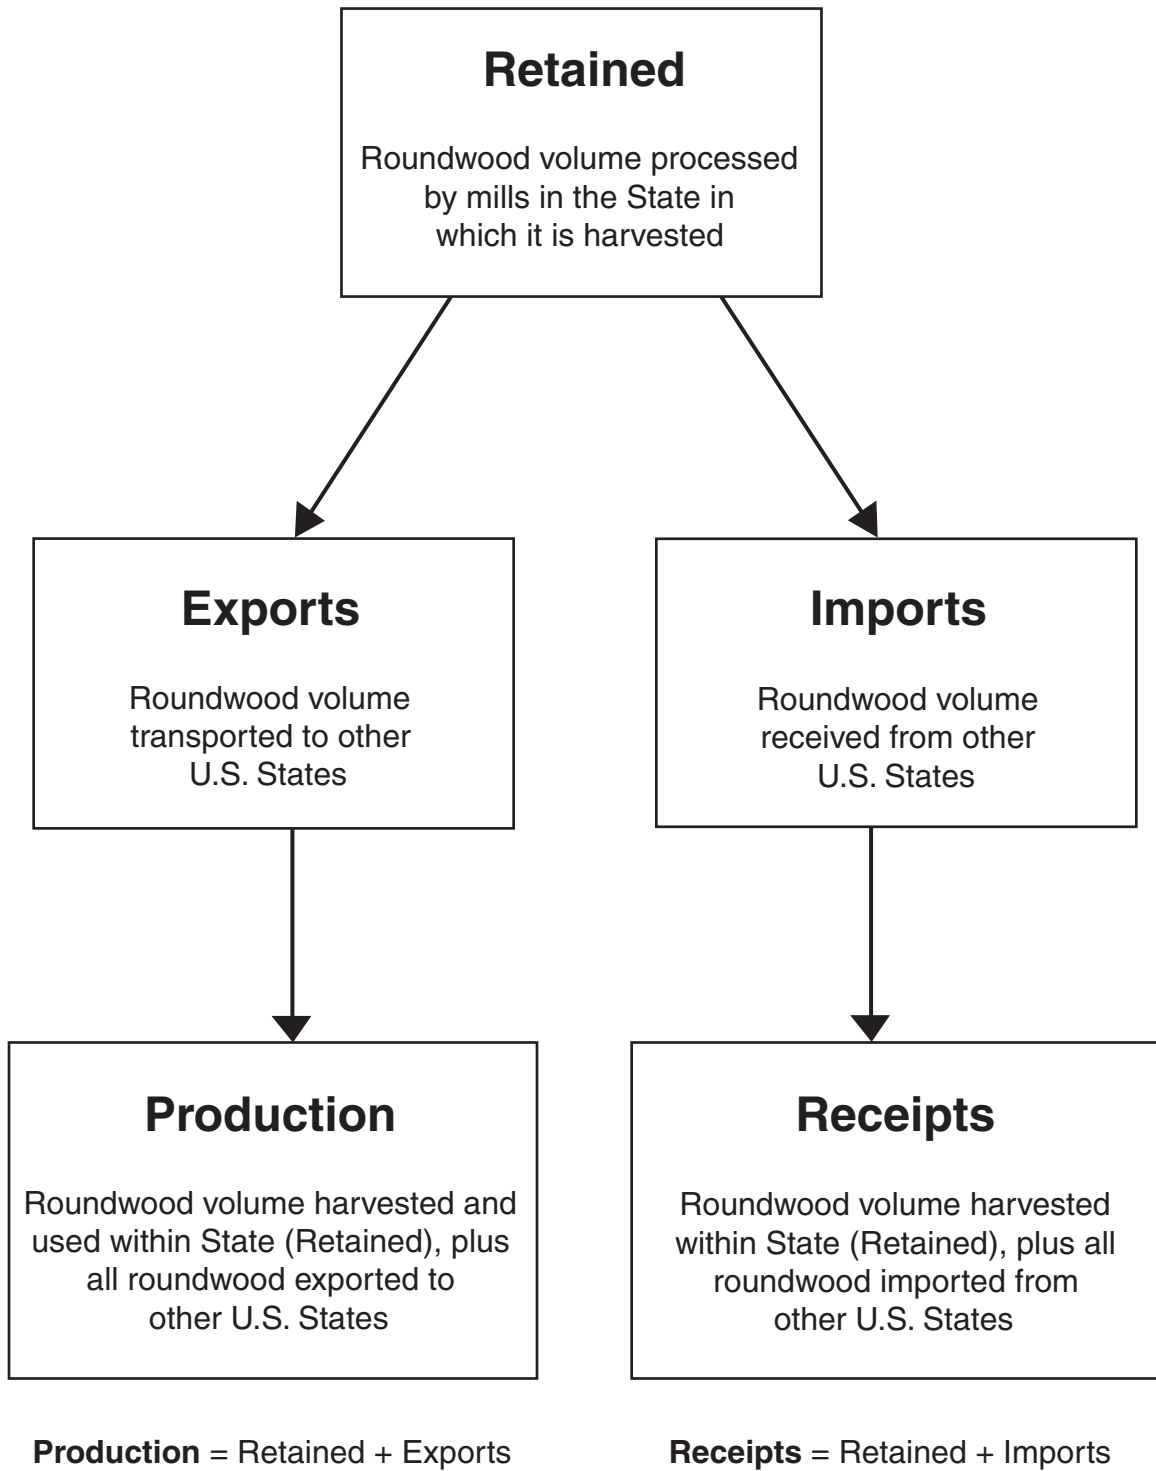 Retained
Roundwood volume processed
by mills in the State in
which it is harvested
Exports
Roundwood volume
transported to other
U.S. States
Imports
Roundwood volume
received from other
U.S. States
Production
Roundwood volume harvested and
used within State (Retained), plus
all roundwood exported to
other U.S. States
Receipts
Roundwood volume harvested
within State (Retained), plus all
roundwood imported from
other U.S. States
Production = Retained + Exports
Receipts = Retained + Imports